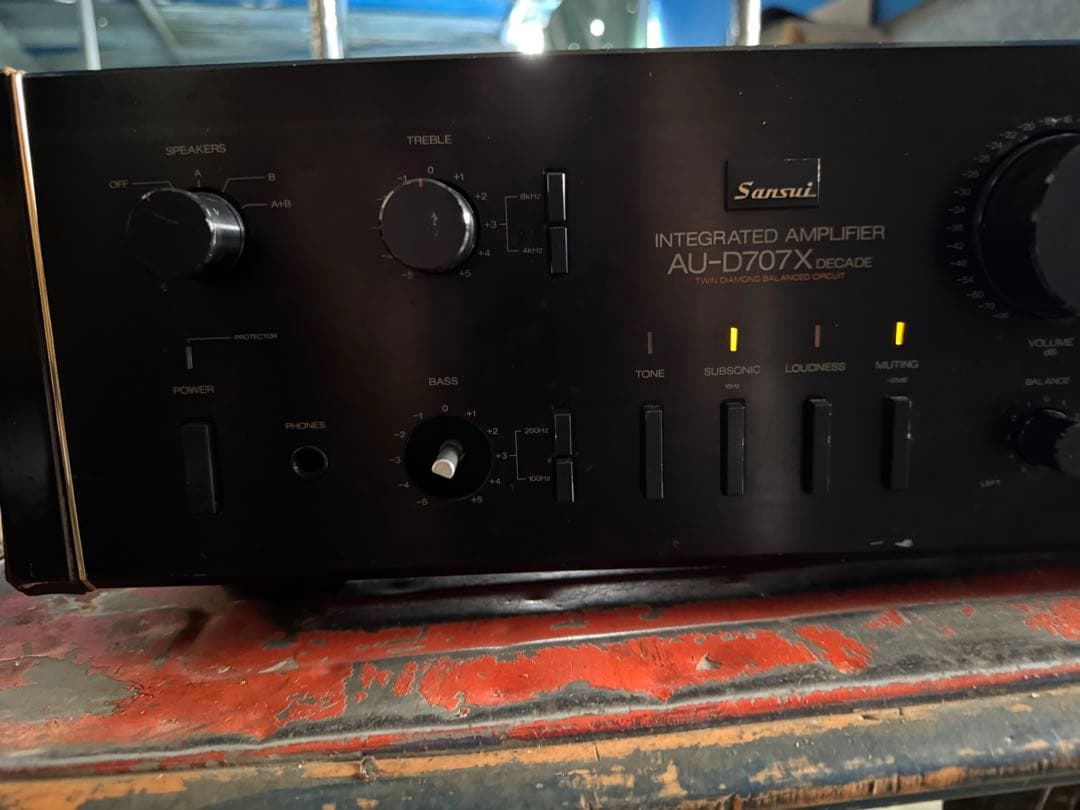 SPEAKERS
OFF
A
B
A+B
TREBLE
0
+1
+2
+3
+4
+5
-5
8kHz
4kHz
Sansui
INTEGRATED AMPLIFIER
AU-D707X DECADE
TWIN DIAMOND BALANCED CIRCUIT
PROTECTOR
POWER
PHONES
BASS
-1
0
+1
-2
+2
-3
+3
-4
+4
-5
+5
200Hz
100Hz
TONE
SUBSONIC
LOUDNESS
MUTING
-20dB
VOLUME
dB
BALANCE
LEFT